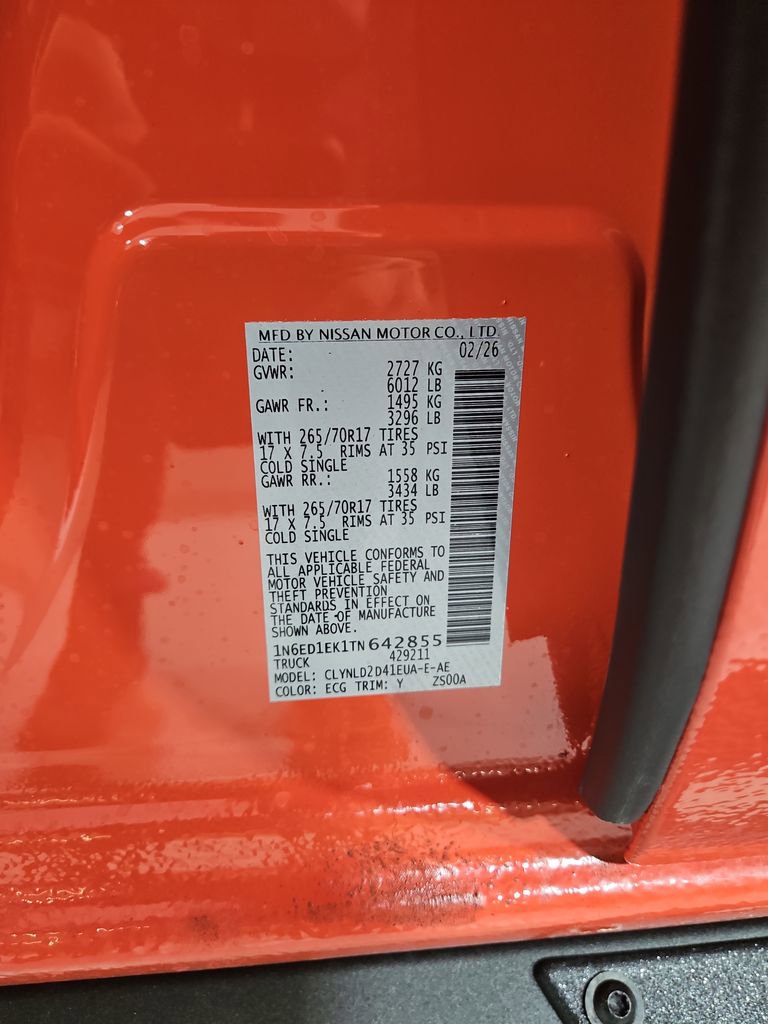 MFD BY NISSAN MOTOR CO., LTD
DATE: 02/26
GVWR: 2727 KG
6012 LB
GAWR FR.: 1495 KG
3296 LB
WITH 265/70R17 TIRES
17 X 7.5 RIMS AT 35 PSI
COLD SINGLE
GAWR RR.: 1558 KG
3434 LB
WITH 265/70R17 TIRES
17 X 7.5 RIMS AT 35 PSI
COLD SINGLE
THIS VEHICLE CONFORMS TO
ALL APPLICABLE FEDERAL
MOTOR VEHICLE SAFETY AND
THEFT PREVENTION
STANDARDS IN EFFECT ON
THE DATE OF MANUFACTURE
SHOWN ABOVE.
1N6ED1EK1TN642855
TRUCK 429211
MODEL: CLYNLD2D41EUA-E-AE
COLOR: ECG TRIM: Y ZS00A